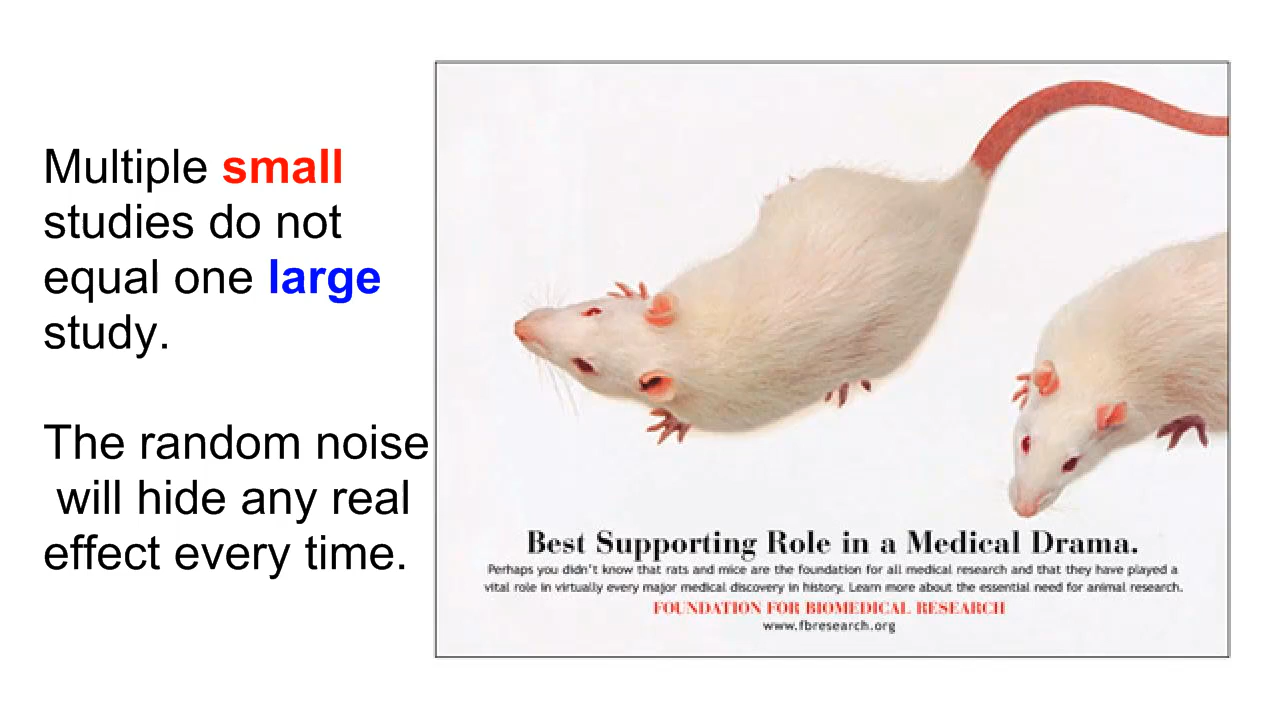 Multiple small
studies do not
equal one large
study.
The random noise
will hide any real
effect every time.
Best Supporting Role in a Medical Drama.
Perhaps you didn't know that rats and mice are the foundation for all medical research and that they have played a
vital role in virtually every major medical discovery in history. Learn more about the essential need for animal research.
FOUNDATION FOR BIOMEDICAL RESEARCH
www.fbresearch.org